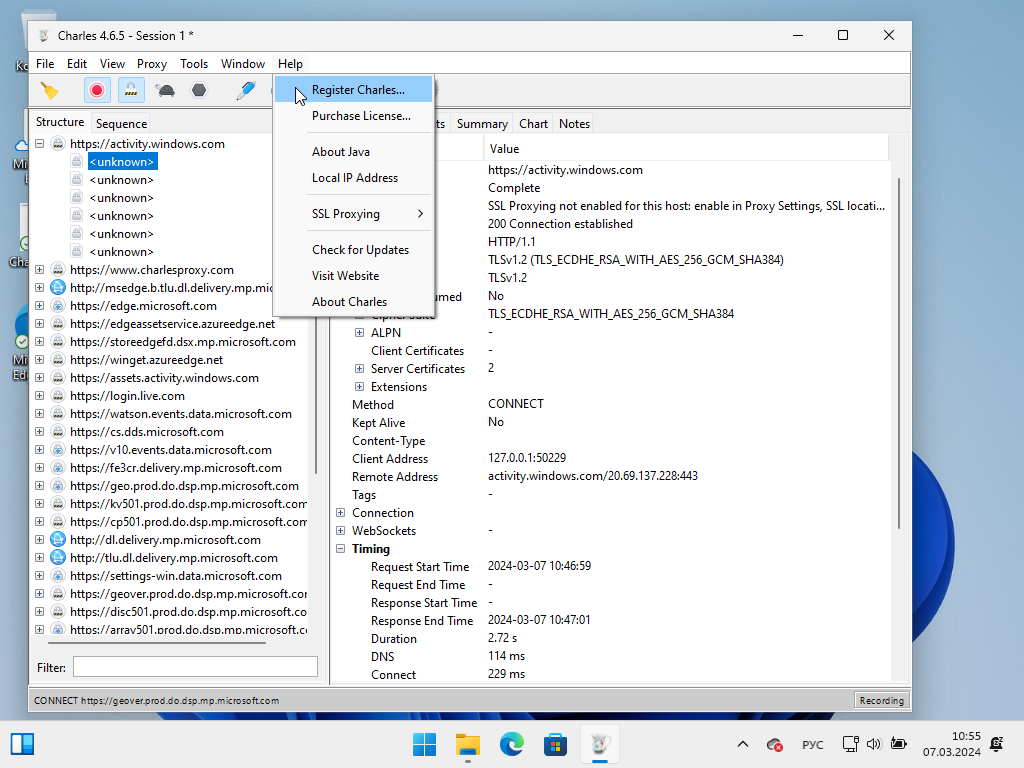 Charles 4.6.5 - Session 1 *
File Edit View Proxy Tools Window Help
Register Charles...
Purchase License...
About Java
Local IP Address
SSL Proxying
Check for Updates
Visit Website
About Charles
Structure Sequence
Summary Chart Notes
Value
https://activity.windows.com
<unknown>
<unknown>
<unknown>
<unknown>
<unknown>
<unknown>
https://www.charlesproxy.com
http://msedge.b.tlu.dl.delivery.mp.mic
https://edge.microsoft.com
https://edgeassetservice.azureedge.net
https://storeedgefd.dsx.mp.microsoft.com
https://winget.azureedge.net
https://assets.activity.windows.com
https://login.live.com
https://watson.events.data.microsoft.com
https://cs.dds.microsoft.com
https://v10.events.data.microsoft.com
https://fe3cr.delivery.mp.microsoft.com
https://geo.prod.do.dsp.mp.microsoft.com
https://kv501.prod.do.dsp.mp.microsoft.com
https://cp501.prod.do.dsp.mp.microsoft.com
http://dl.delivery.mp.microsoft.com
http://tlu.dl.delivery.mp.microsoft.com
https://settings-win.data.microsoft.com
https://geover.prod.do.dsp.mp.microsoft.co
https://disc501.prod.do.dsp.mp.microsoft.co
https://array501.prod.do.dsp.mp.microsoft.c
Filter:
https://activity.windows.com
Complete
SSL Proxying not enabled for this host: enable in Proxy Settings, SSL locati...
200 Connection established
HTTP/1.1
TLSv1.2 (TLS_ECDHE_RSA_WITH_AES_256_GCM_SHA384)
TLSv1.2
No
Cipher Suite TLS_ECDHE_RSA_WITH_AES_256_GCM_SHA384
ALPN -
Client Certificates -
Server Certificates 2
Extensions
Method CONNECT
Kept Alive No
Content-Type
Client Address 127.0.0.1:50229
Remote Address activity.windows.com/20.69.137.228:443
Tags -
Connection
WebSockets -
Timing
Request Start Time 2024-03-07 10:46:59
Request End Time -
Response Start Time -
Response End Time 2024-03-07 10:47:01
Duration 2.72 s
DNS 114 ms
Connect 229 ms
CONNECT https://geover.prod.do.dsp.mp.microsoft.com
Recording
РУС
10:55
07.03.2024